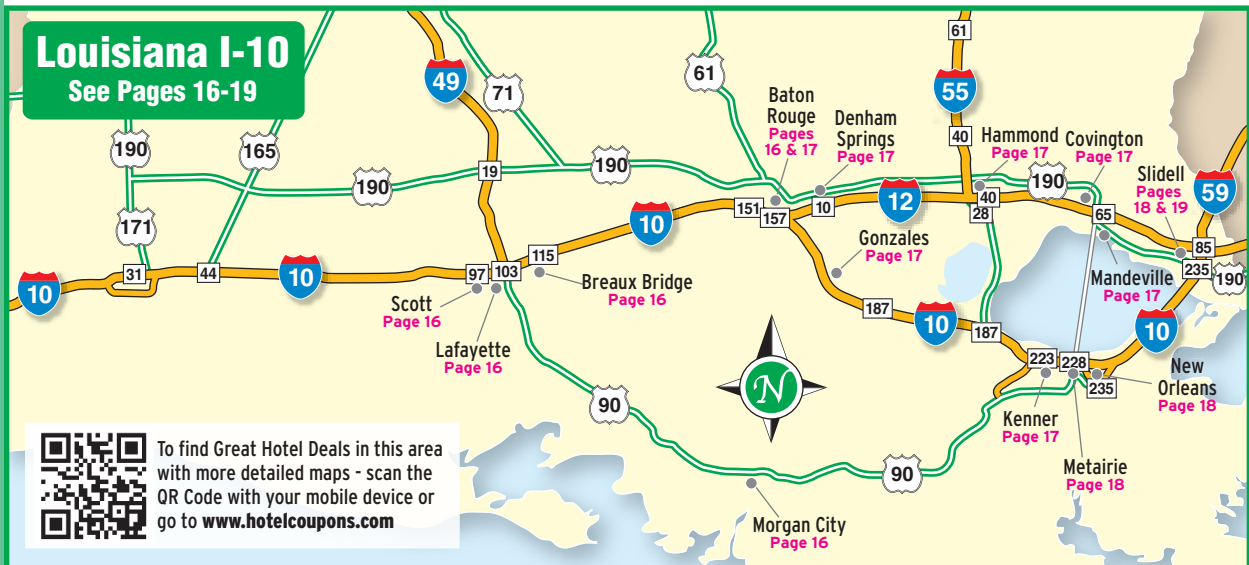 Louisiana I-10
See Pages 16-19
49
71
61
61
55
40
Baton
Rouge
Pages
16 & 17
Denham
Springs
Page 17
Hammond
Page 17
Covington
Page 17
Slidell
Pages
18 & 19
59
190
165
190
19
190
190
171
151
157
10
12
40
28
65
85
235
190
10
31
44
10
97
103
115
10
Scott
Page 16
Lafayette
Page 16
Breaux Bridge
Page 16
Gonzales
Page 17
Mandeville
Page 17
187
10
187
10
223
228
235
New
Orleans
Page 18
Kenner
Page 17
Metairie
Page 18
90
N
90
Morgan City
Page 16
To find Great Hotel Deals in this area
with more detailed maps - scan the
QR Code with your mobile device or
go to www.hotelcoupons.com